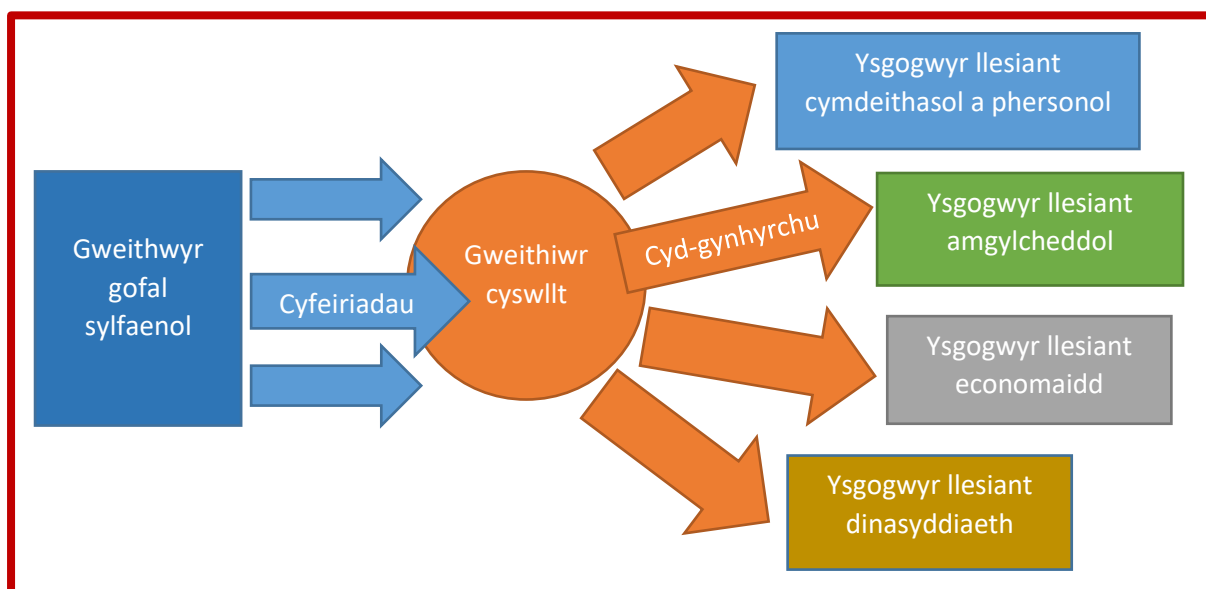 Gweithwyr
gofal
sylfaenol
Cyfeiriadau
Gweithiwr
cyswllt
Cyd-gynhyrchu
Ysgogwyr llesiant
cymdeithasol a phersonol
Ysgogwyr llesiant
amgylcheddol
Ysgogwyr llesiant
economaidd
Ysgogwyr llesiant
dinasyddiaeth